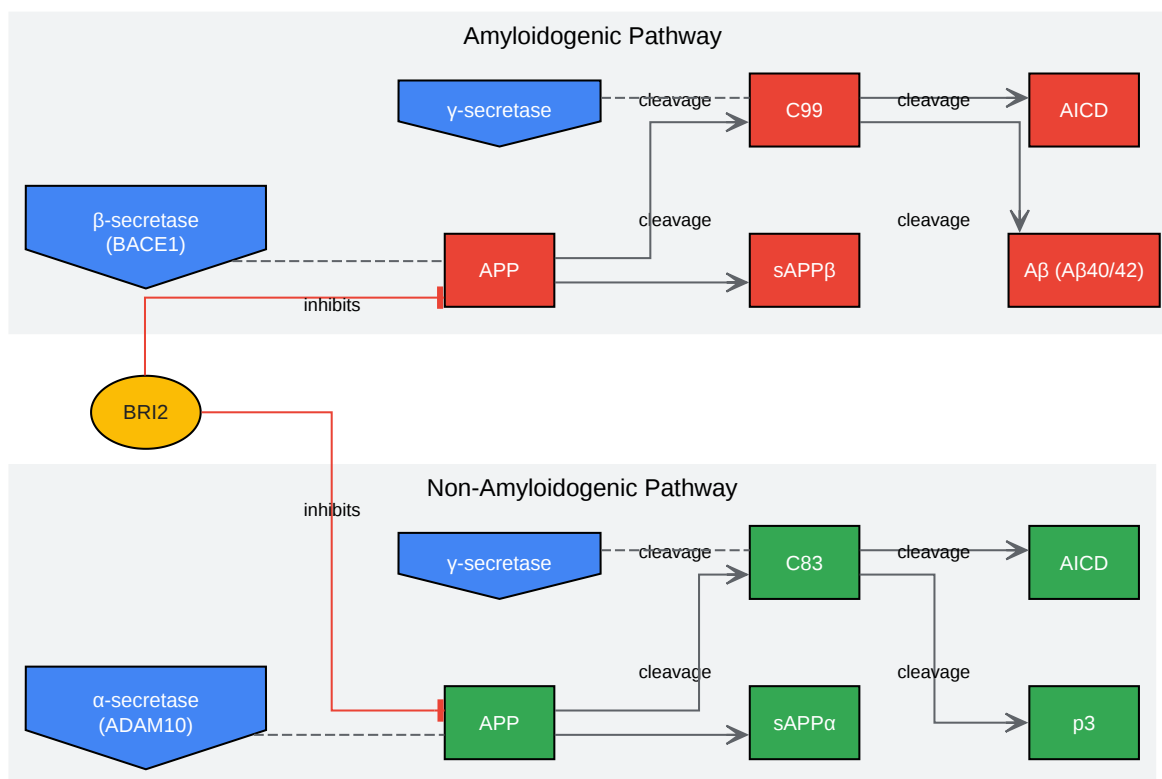 Amyloidogenic Pathway
γ-secretase
cleavage
C99
cleavage
AICD
β-secretase
(BACE1)
cleavage
cleavage
APP
sAPPβ
Aβ (Aβ40/42)
inhibits
BRI2
Non-Amyloidogenic Pathway
inhibits
γ-secretase
cleavage
C83
cleavage
AICD
α-secretase
(ADAM10)
cleavage
cleavage
APP
sAPPα
p3